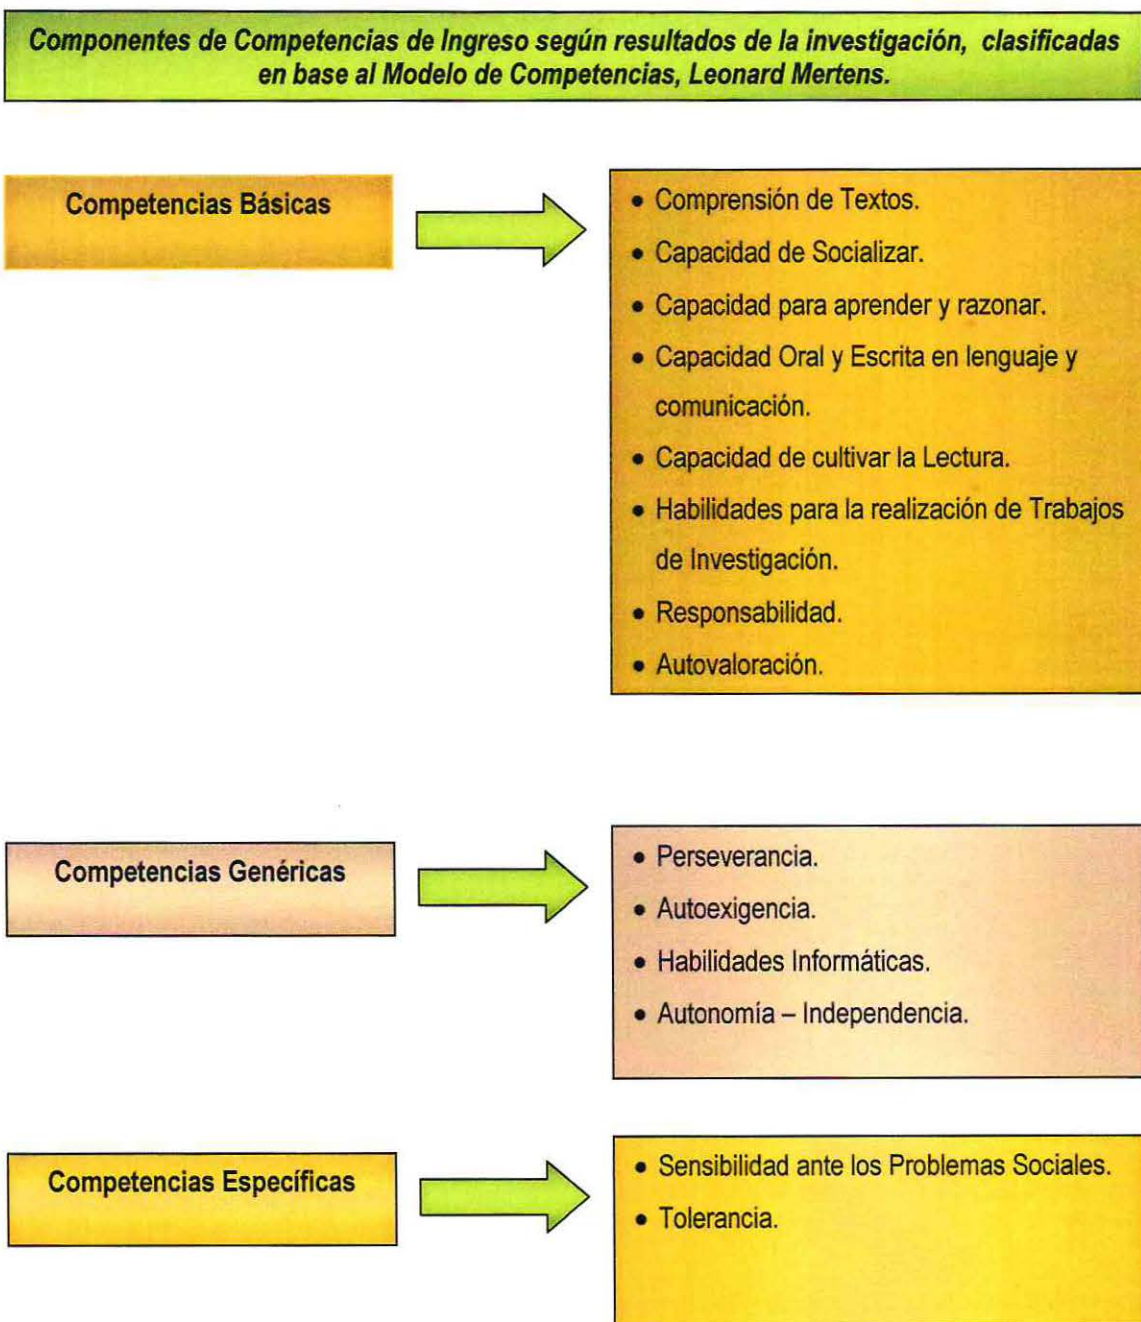 Componentes de Competencias de Ingreso según resultados de la investigación, clasificadas
en base al Modelo de Competencias, Leonard Mertens.
Competencias Básicas
• Comprensión de Textos.
• Capacidad de Socializar.
• Capacidad para aprender y razonar.
• Capacidad Oral y Escrita en lenguaje y
comunicación.
• Capacidad de cultivar la Lectura.
• Habilidades para la realización de Trabajos
de Investigación.
• Responsabilidad.
• Autovaloración.
Competencias Genéricas
• Perseverancia.
• Autoexigencia.
• Habilidades Informáticas.
• Autonomía – Independencia.
Competencias Específicas
• Sensibilidad ante los Problemas Sociales.
• Tolerancia.